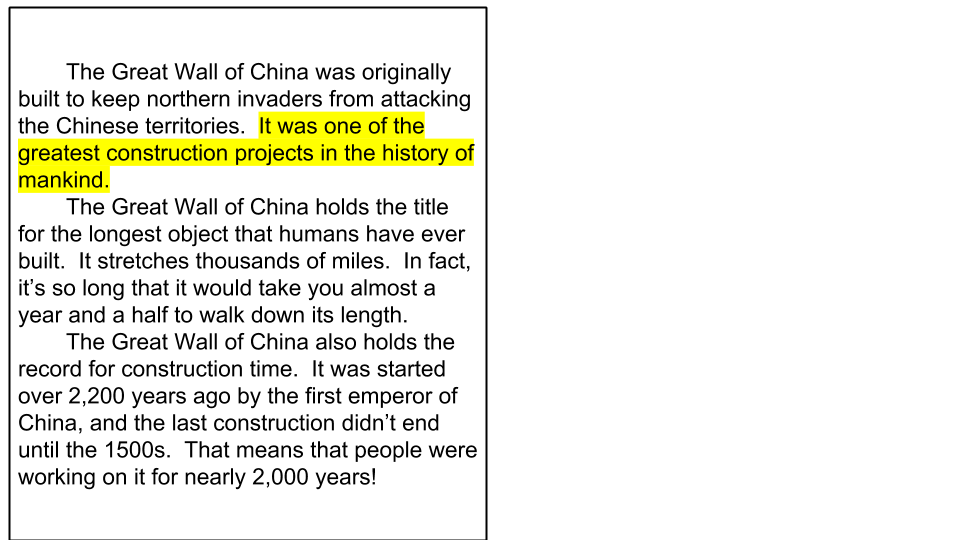 The Great Wall of China was originally
built to keep northern invaders from attacking
the Chinese territories.  It was one of the
greatest construction projects in the history of
mankind.
The Great Wall of China holds the title
for the longest object that humans have ever
built.  It stretches thousands of miles.  In fact,
it’s so long that it would take you almost a
year and a half to walk down its length.
The Great Wall of China also holds the
record for construction time.  It was started
over 2,200 years ago by the first emperor of
China, and the last construction didn’t end
until the 1500s.  That means that people were
working on it for nearly 2,000 years!